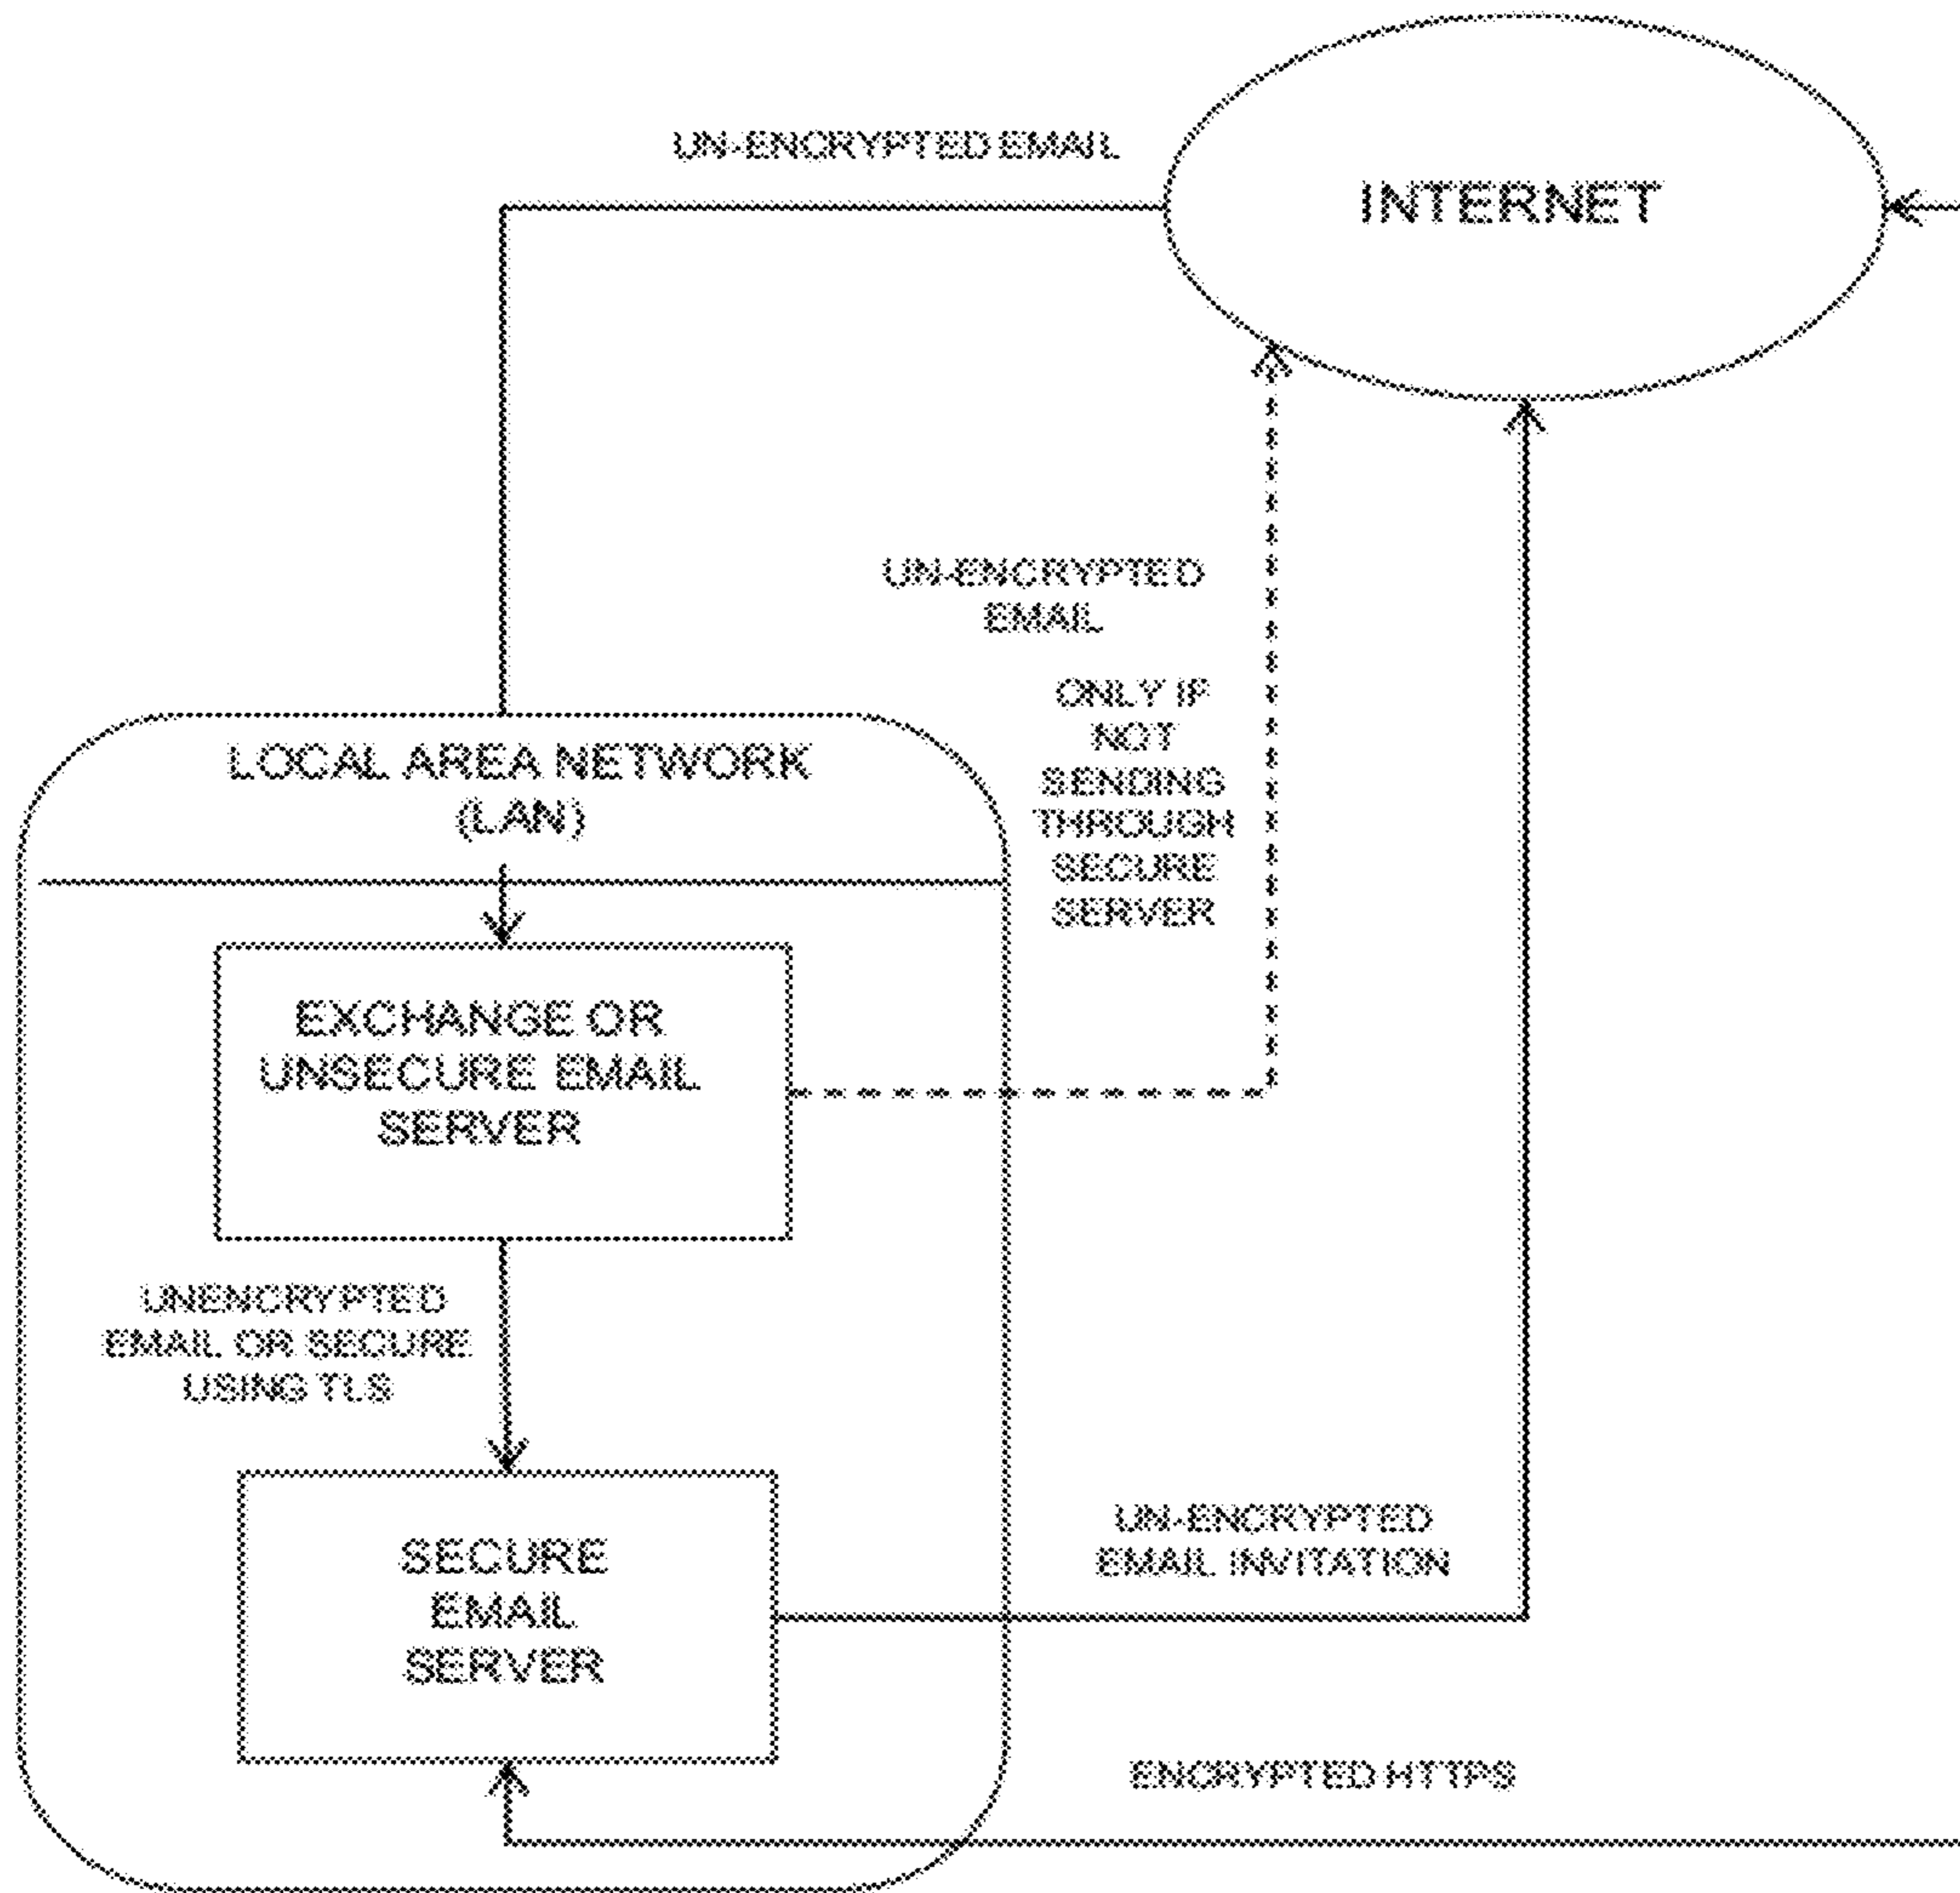 UN-ENCRYPTED EMAIL
INTERNET
UN-ENCRYPTED
EMAIL
ONLY IF
NOT
SENDING
THROUGH
SECURE
SERVER
LOCAL AREA NETWORK
(LAN)
EXCHANGE OR
UNSECURE EMAIL
SERVER
UNENCRYPTED
EMAIL OR SECURE
USING TLS
SECURE
EMAIL
SERVER
UN-ENCRYPTED
EMAIL INVITATION
ENCRYPTED HTTPS